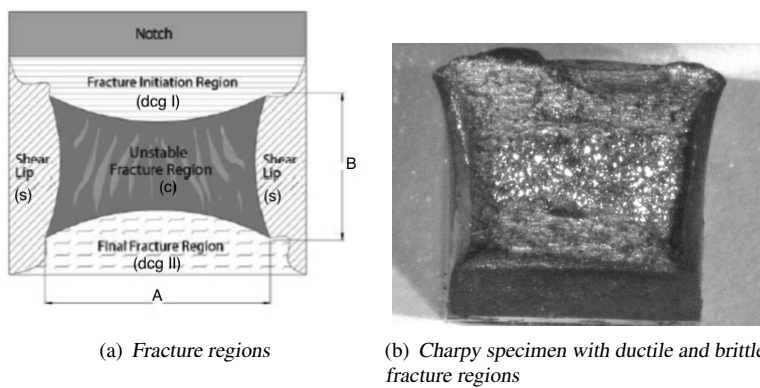 Notch
Fracture Initiation Region
(dcg I)
Unstable
Fracture Region
(c)
Shear
Lip
(s)
Shear
Lip
(s)
B
Final Fracture Region
(dcg II)
A
(a) Fracture regions
(b) Charpy specimen with ductile and brittle
fracture regions